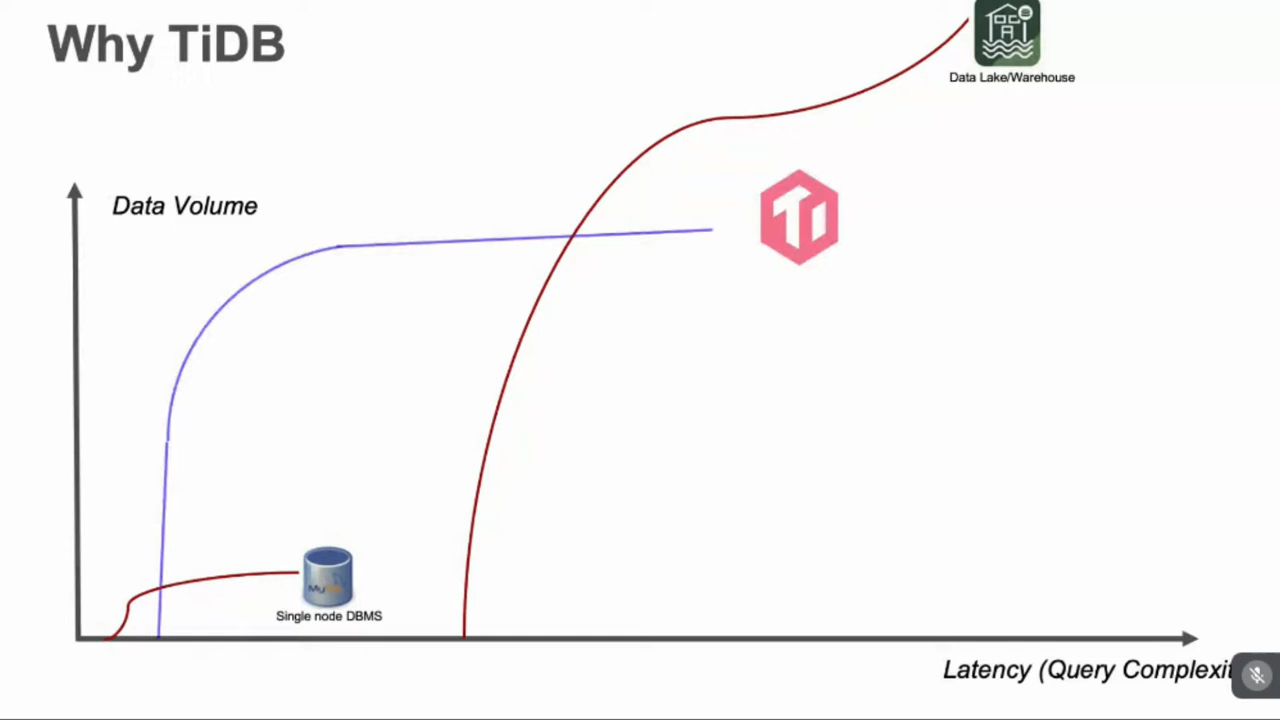 Why TiDB
Data Lake/Warehouse
Data Volume
Single node DBMS
Latency (Query Complexit